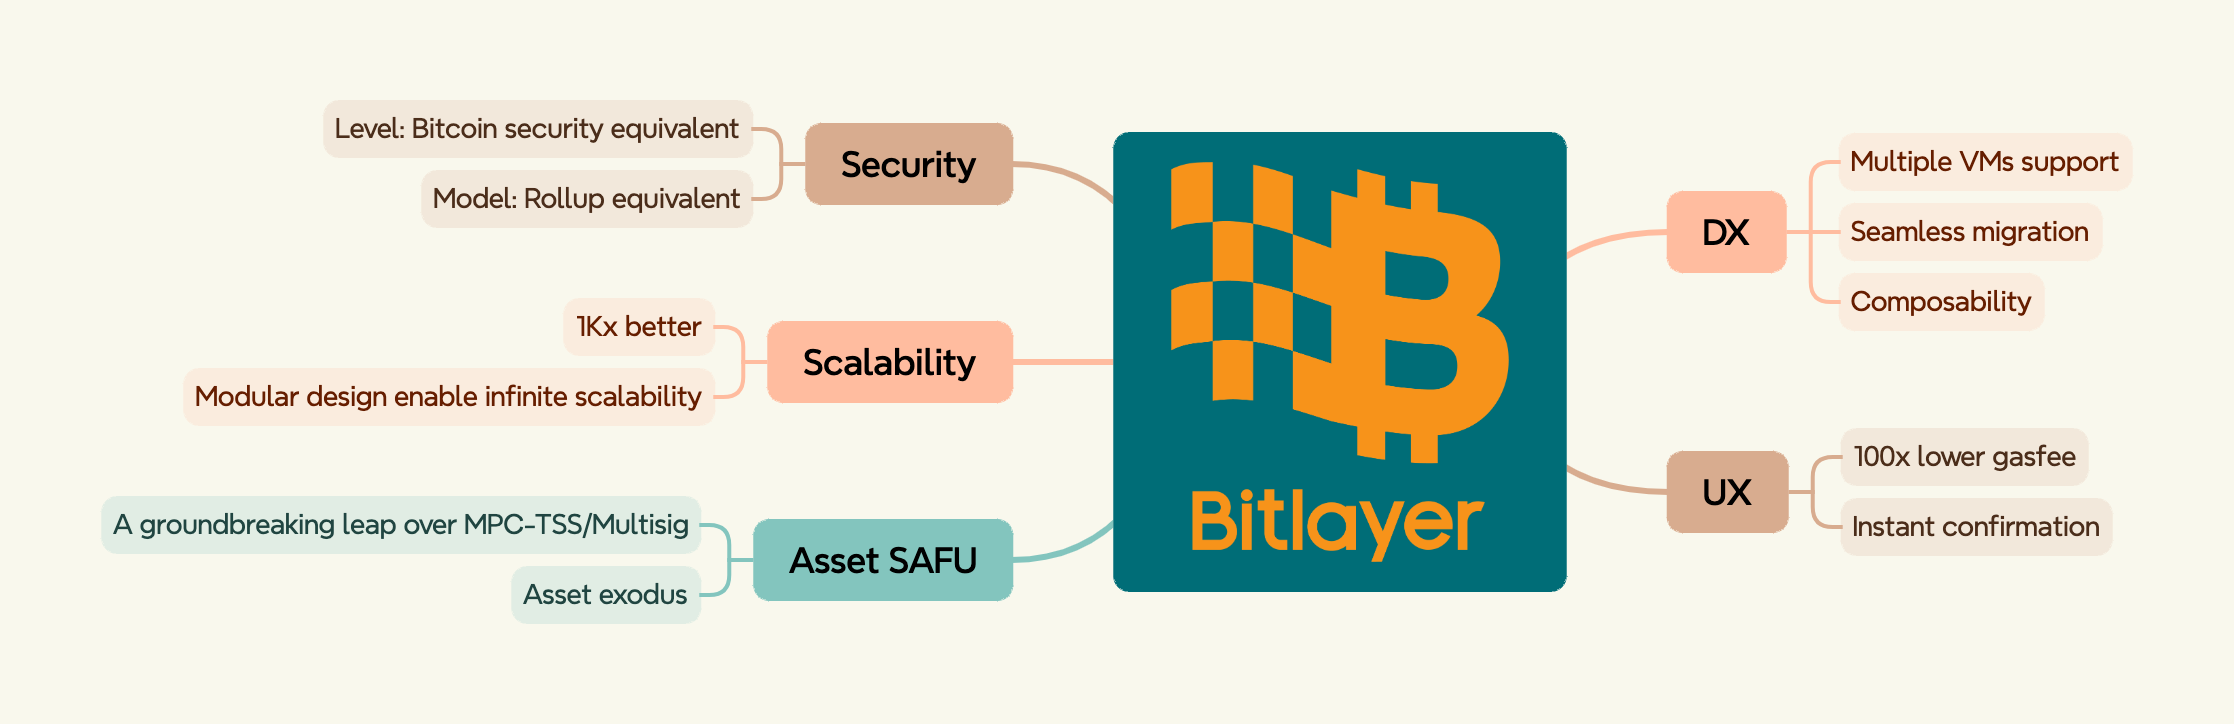 Level: Bitcoin security equivalent
Model: Rollup equivalent
Security
1Kx better
Modular design enable infinite scalability
Scalability
A groundbreaking leap over MPC-TSS/Multisig
Asset exodus
Asset SAFU
Bitlayer
DX
Multiple VMs support
Seamless migration
Composability
UX
100x lower gasfee
Instant confirmation